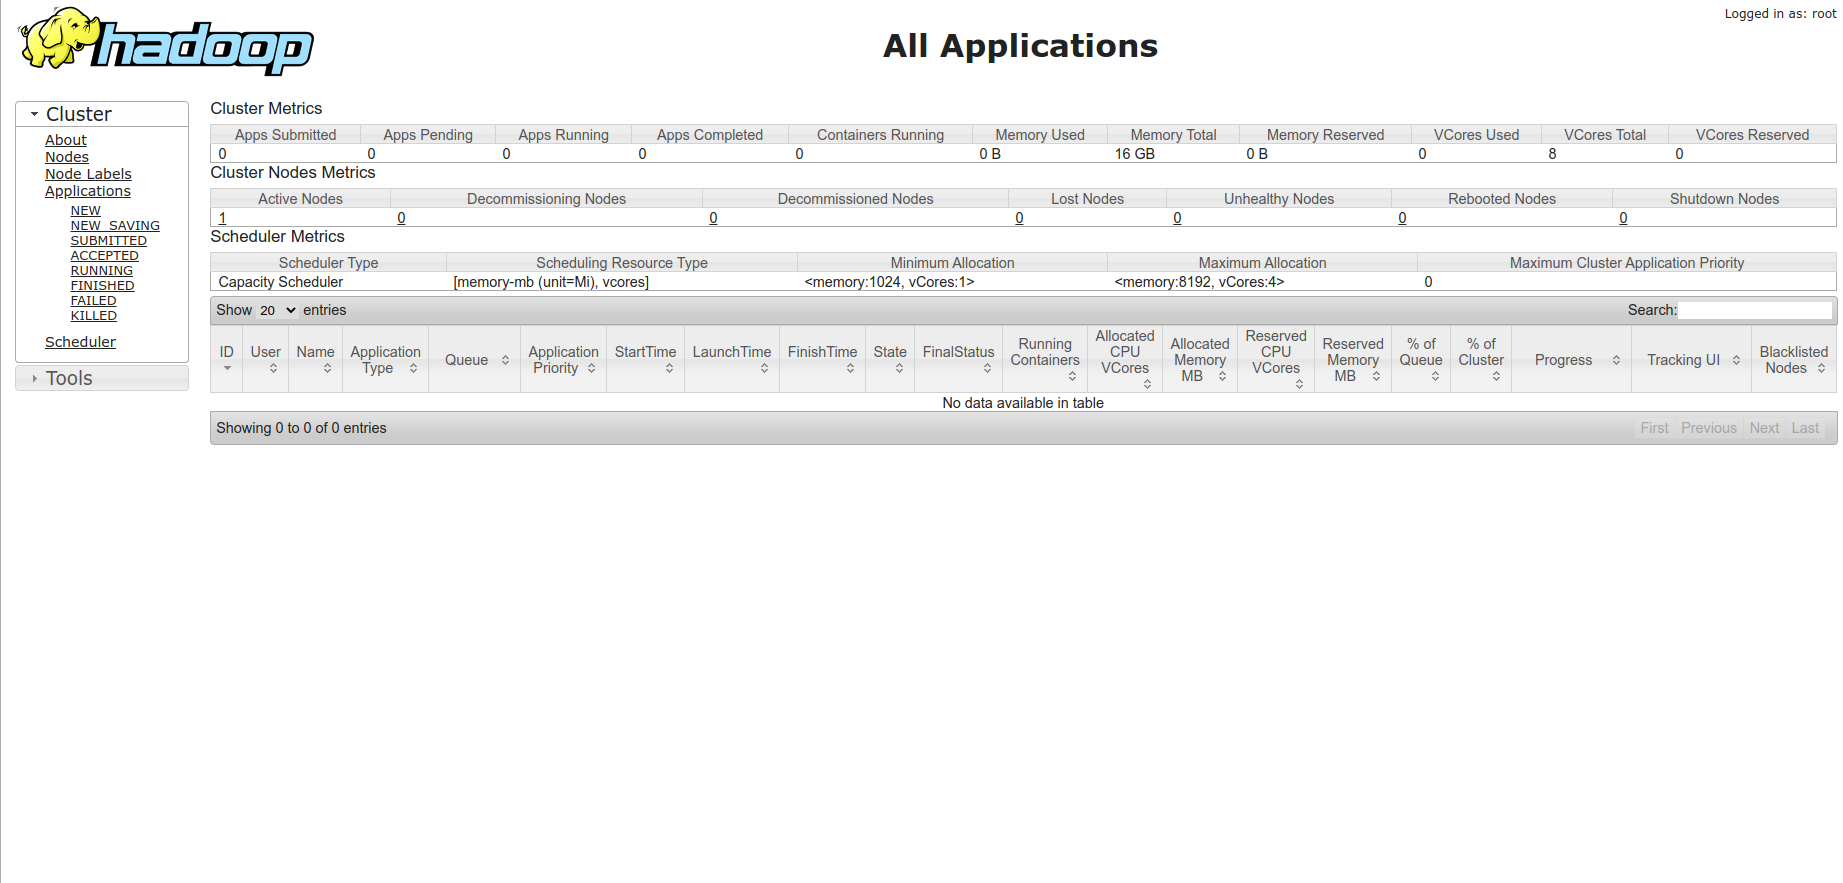 hadoop
All Applications
Logged in as: root
Cluster
About
Nodes
Node Labels
Applications
NEW
NEW_SAVING
SUBMITTED
ACCEPTED
RUNNING
FINISHED
FAILED
KILLED
Scheduler
Tools
Cluster Metrics
Apps Submitted Apps Pending Apps Running Apps Completed Containers Running Memory Used Memory Total Memory Reserved VCores Used VCores Total VCores Reserved
0 0 0 0 0 0 B 16 GB 0 B 0 8 0
Cluster Nodes Metrics
Active Nodes Decommissioning Nodes Decommissioned Nodes Lost Nodes Unhealthy Nodes Rebooted Nodes Shutdown Nodes
1 0 0 0 0 0 0
Scheduler Metrics
Scheduler Type Scheduling Resource Type Minimum Allocation Maximum Allocation Maximum Cluster Application Priority
Capacity Scheduler [memory-mb (unit=Mi), vcores] <memory:1024, vCores:1> <memory:8192, vCores:4> 0
Show 20 entries Search:
ID User Name Application Type Queue Application Priority StartTime LaunchTime FinishTime State FinalStatus Running Containers Allocated CPU VCores Allocated Memory MB Reserved CPU VCores Reserved Memory MB % of Queue % of Cluster Progress Tracking UI Blacklisted Nodes
No data available in table
Showing 0 to 0 of 0 entries First Previous Next Last